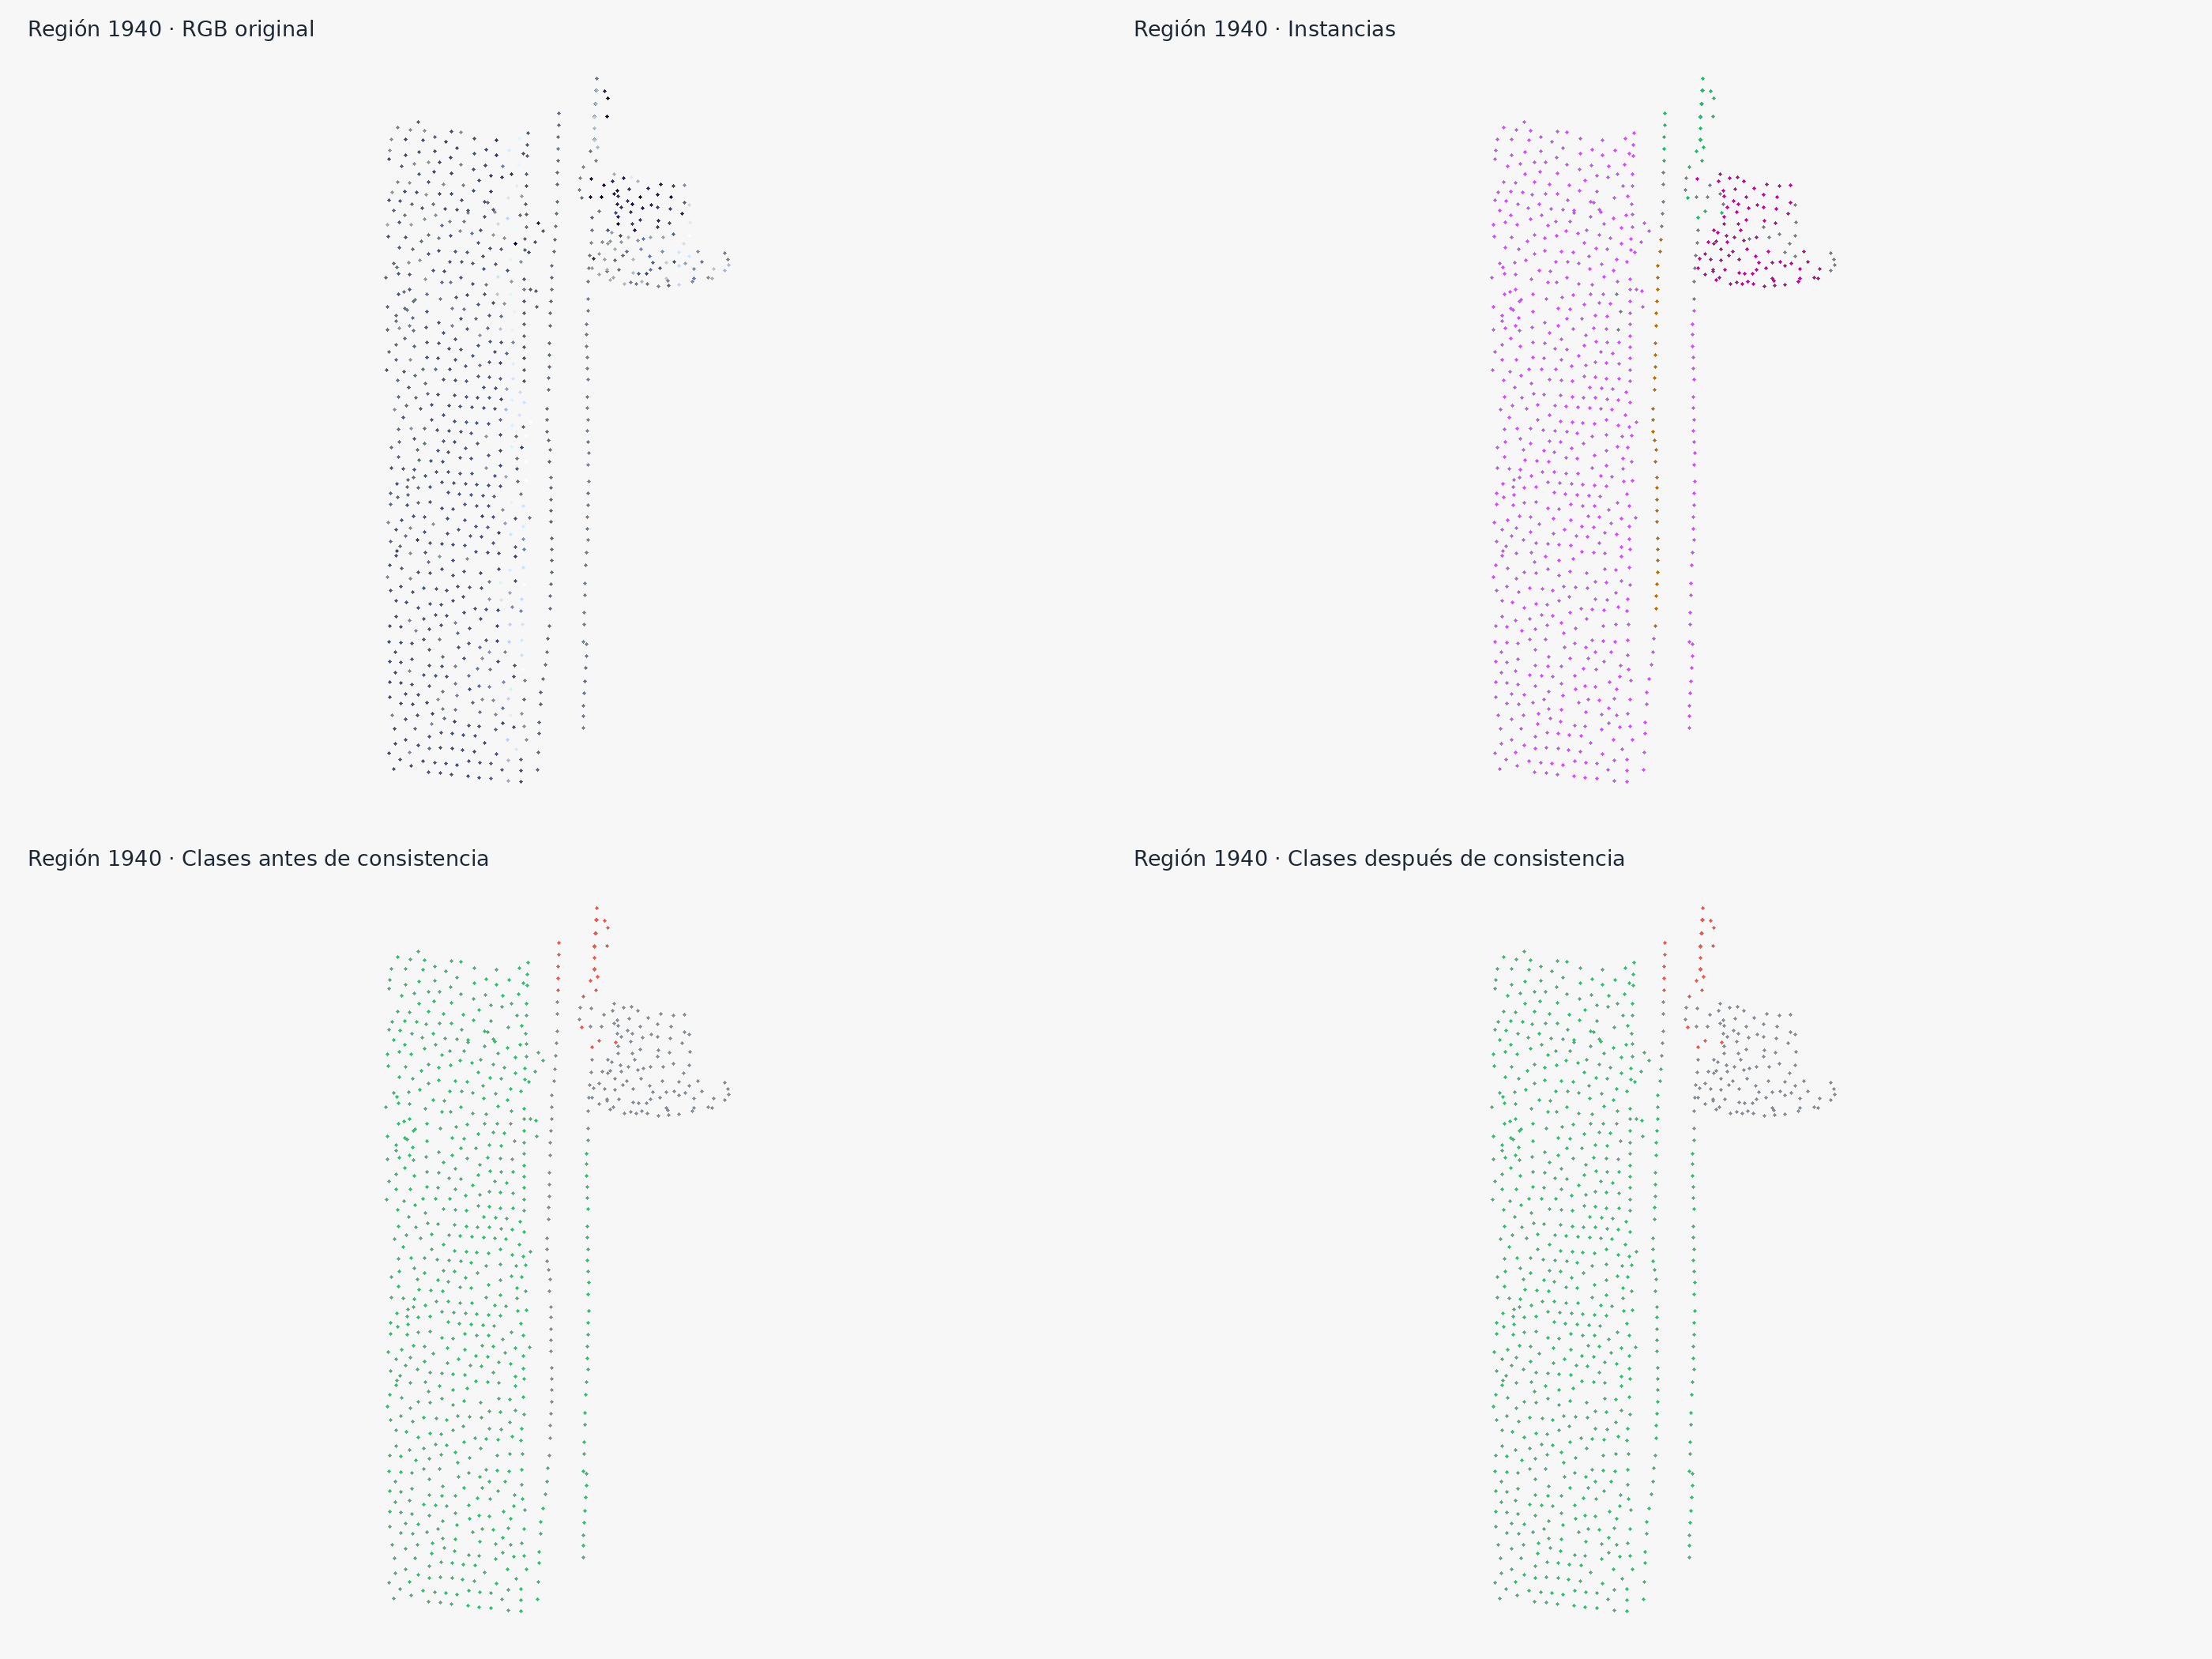 Región 1940 · RGB original
Región 1940 · Instancias
Región 1940 · Clases antes de consistencia
Región 1940 · Clases después de consistencia